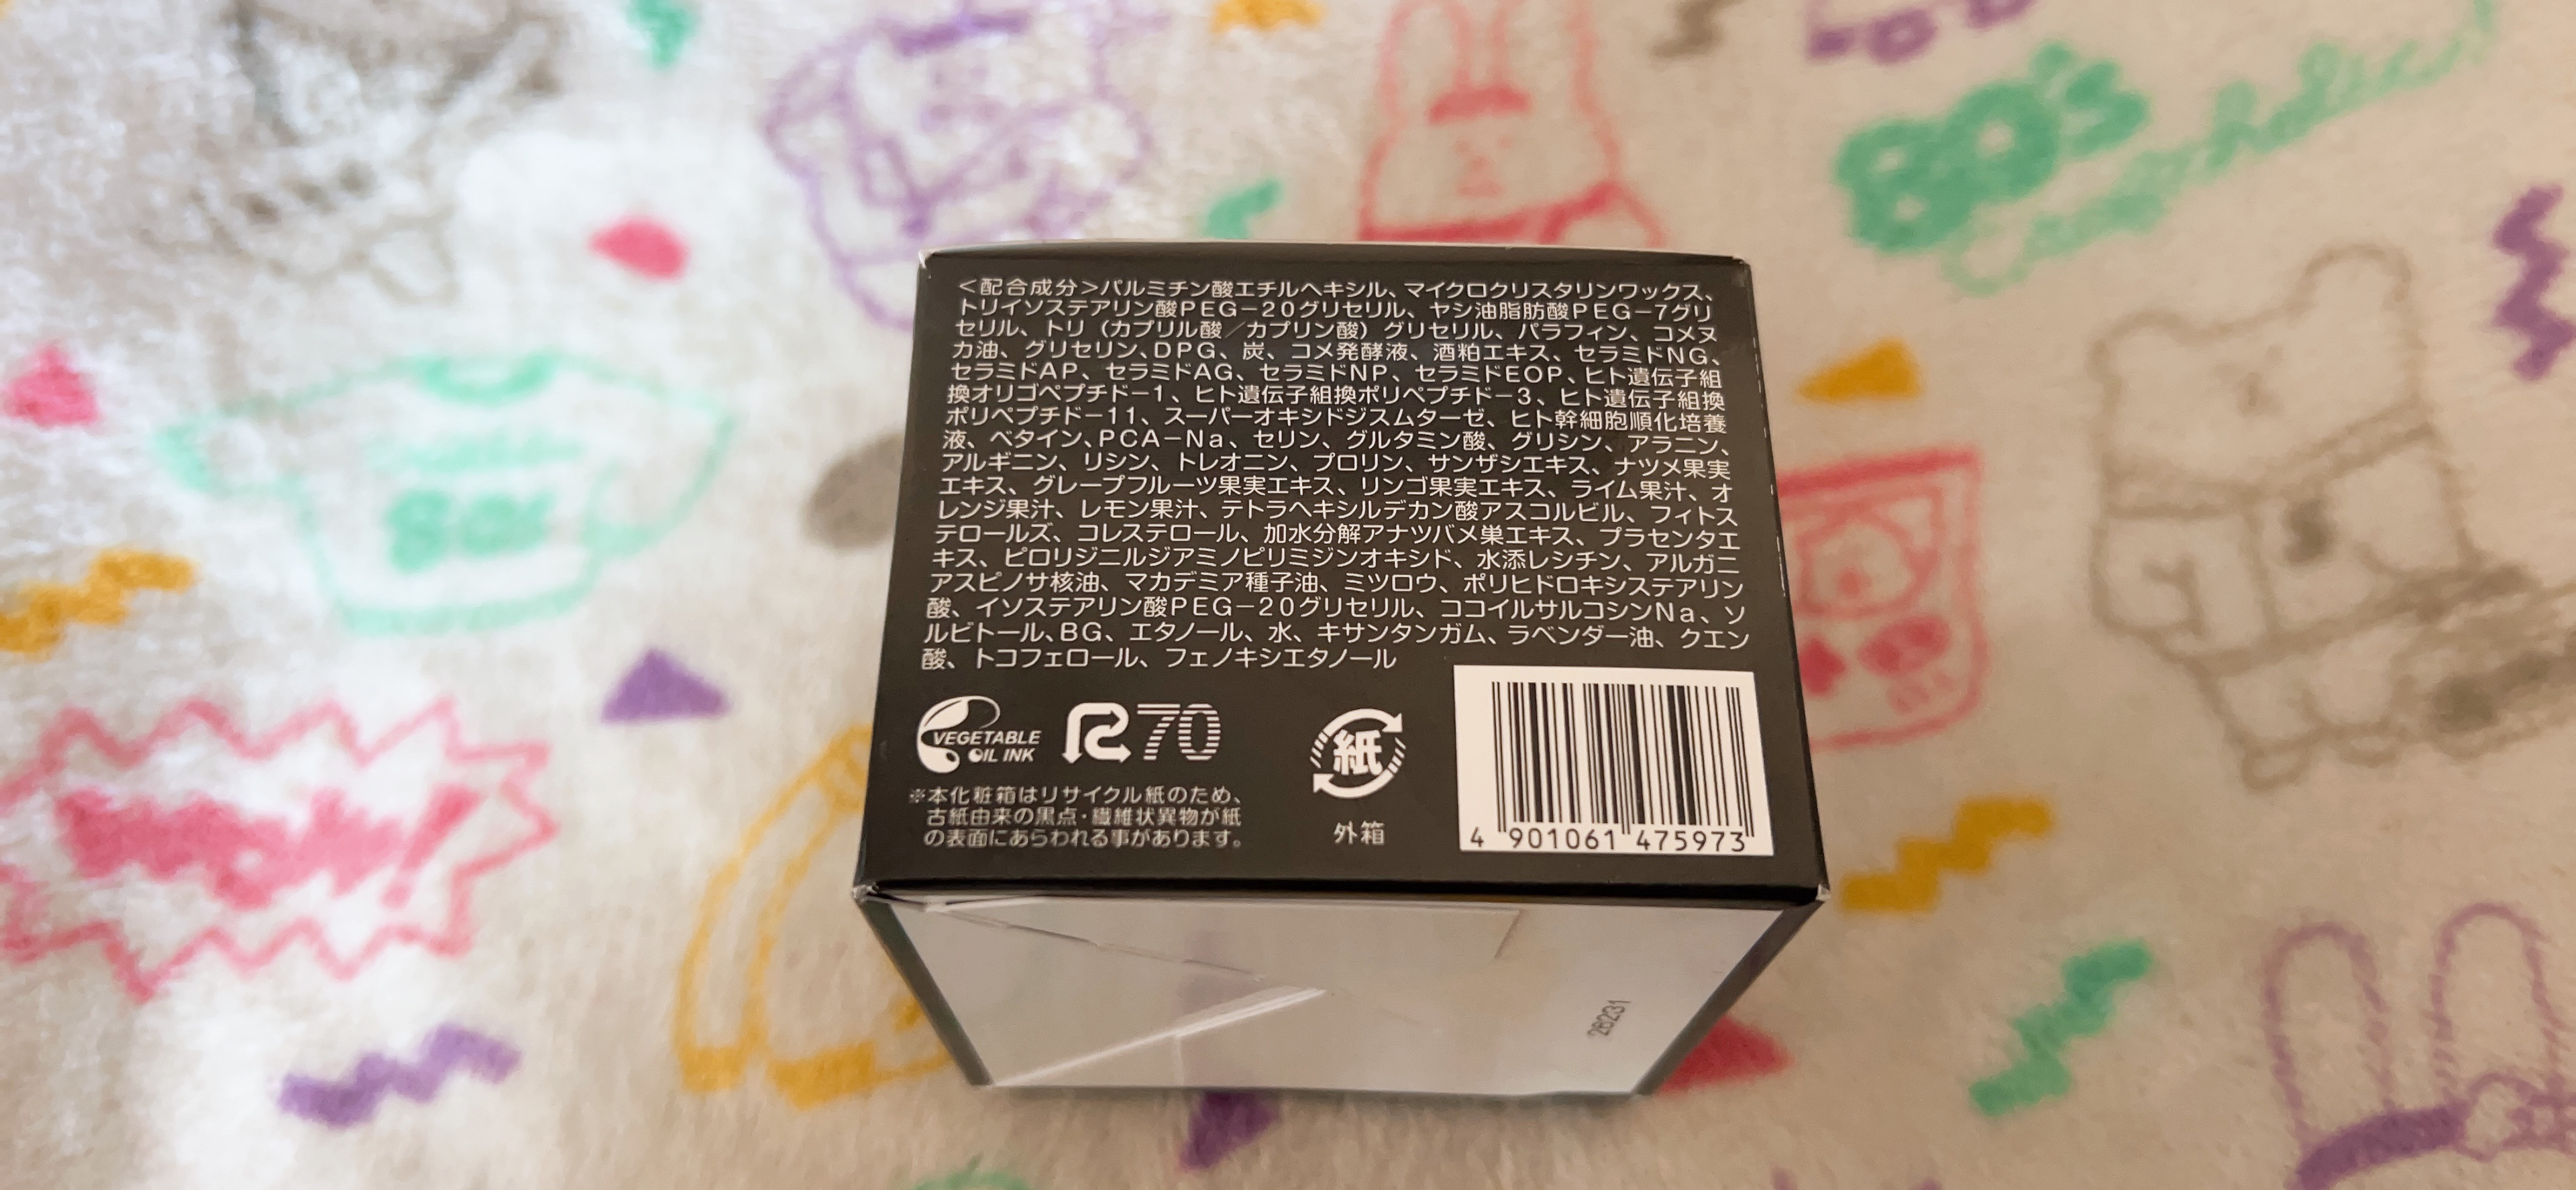 80's
80's
<配合成分>パルミチン酸エチルヘキシル、マイクロクリスタリンワックス、
トリイソステアリン酸PEG-20グリセリル、ヤシ油脂肪酸PEG-7グリ
セリル、トリ(カプリル酸/カプリン酸)グリセリル、パラフィン、コメヌ
カ油、グリセリン、DPG、炭、コメ発酵液、酒粕エキス、セラミドNG、
セラミドAP、セラミドAG、セラミドNP、セラミドEOP、ヒト遺伝子組
換オリゴペプチド-1、ヒト遺伝子組換ポリペプチド-3、ヒト遺伝子組換
ポリペプチド-11、スーパーオキシドジスムターゼ、ヒト幹細胞順化培養
液、ベタイン、PCA-Na、セリン、グルタミン酸、グリシン、アラニン、
アルギニン、リシン、トレオニン、プロリン、サンザシエキス、ナツメ果実
エキス、グレープフルーツ果実エキス、リンゴ果実エキス、ライム果汁、オ
レンジ果汁、レモン果汁、テトラヘキシルデカン酸アスコルビル、フィトス
テロールズ、コレステロール、加水分解アナツバメ巣エキス、プラセンタエ
キス、ピロリジニルジアミノピリミジンオキシド、水添レシチン、アルガニ
アスピノサ核油、マカデミア種子油、ミツロウ、ポリヒドロキシステアリン
酸、イソステアリン酸PEG-20グリセリル、ココイルサルコシンNa、ソ
ルビトール、BG、エタノール、水、キサンタンガム、ラベンダー油、クエン
酸、トコフェロール、フェノキシエタノール
VEGETABLE
OIL INK
R70
紙
※本化粧箱はリサイクル紙のため、
古紙由来の黒点・繊維状異物が紙
の表面にあらわれる事があります。
外箱
4 901061 475973
26231